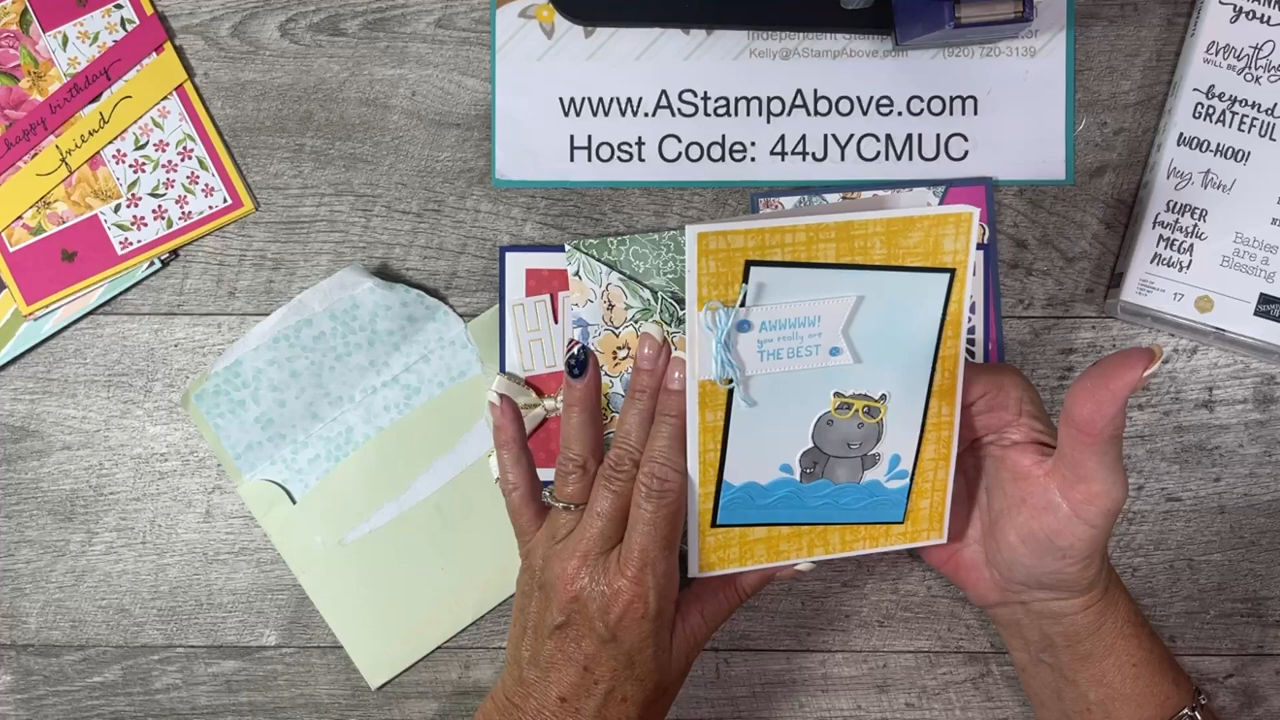 happy birthday
friend
Independent Stamp
Kelly@AStampAbove.com (920) 720-3139
www.AStampAbove.com
Host Code: 44JYCMUC
AWWWWW!
you really are
THE BEST
you
everything
WILL BE OK
beyond
GRATEFUL
WOO-HOO!
hey, there!
SUPER
fantastic
MEGA
News!
Babies
are a
Blessing
17